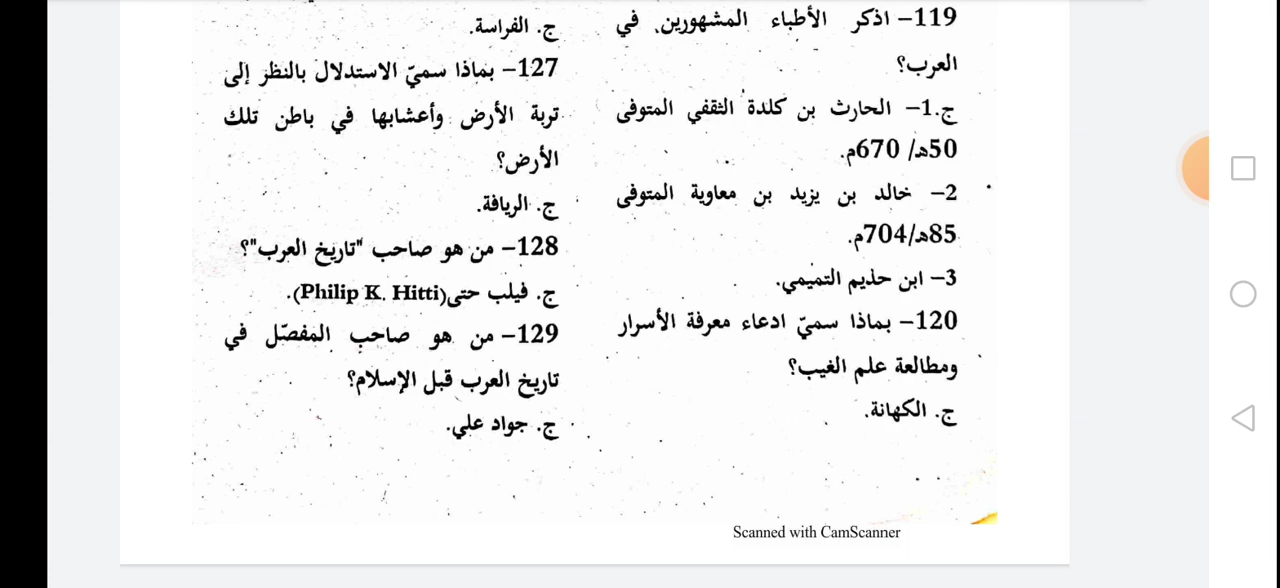 119– اذكر الأطباء المشهورين في
العرب؟
ج.1– الحارث بن كلدة الثقفي المتوفى
50هـ/ 670م.
2– خالد بن يزيد بن معاوية المتوفى
85هـ/704م.
3– ابن حذيم التميمي.
120– بماذا سميّ ادعاء معرفة الأسرار
ومطالعة علم الغيب؟
ج. الكهانة.
ج. الفراسة.
127– بماذا سميّ الاستدلال بالنظر إلى
تربة الأرض وأعشابها في باطن تلك
الأرض؟
ج. الريافة.
128– من هو صاحب "تاريخ العرب"؟
ج. فيلب حتى(Philip K. Hitti).
129– من هو صاحب المفصّل في
تاريخ العرب قبل الإسلام؟
ج. جواد علي.
Scanned with CamScanner